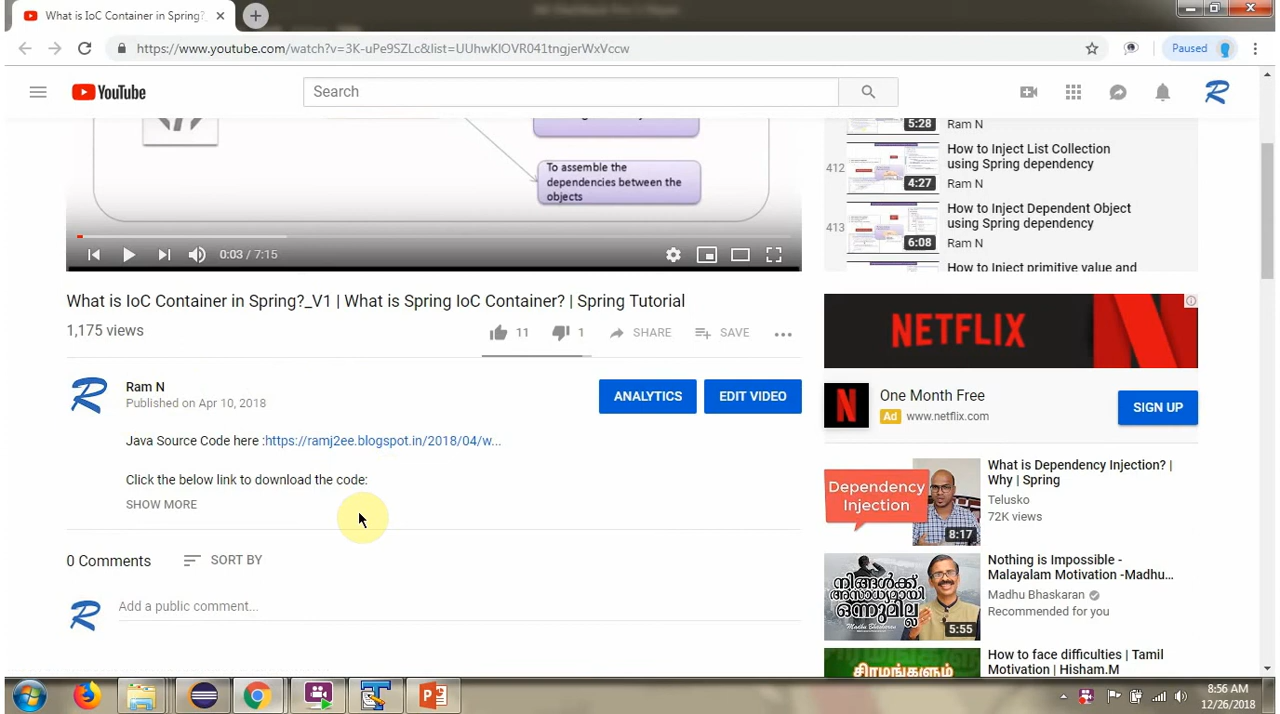 What is IoC Container in Spring?_
https://www.youtube.com/watch?v=3K-uPe9SZLc&list=UUhwKIOVR041tngjerWxVccw
Paused
YouTube
Search
To assemble the
dependencies between the
objects
0:03 / 7:15
What is IoC Container in Spring?_V1 | What is Spring IoC Container? | Spring Tutorial
1,175 views
11
1
SHARE
SAVE
Ram N
Published on Apr 10, 2018
ANALYTICS
EDIT VIDEO
Java Source Code here :https://ramj2ee.blogspot.in/2018/04/w...
Click the below link to download the code:
SHOW MORE
0 Comments
SORT BY
Add a public comment...
5:28
Ram N
412
4:27
How to Inject List Collection
using Spring dependency
Ram N
413
6:08
How to Inject Dependent Object
using Spring dependency
Ram N
How to Inject primitive value and
NETFLIX
N
One Month Free
Ad www.netflix.com
SIGN UP
Dependency
Injection
8:17
What is Dependency Injection? |
Why | Spring
Telusko
72K views
നിങ്ങൾക്ക്
അസാധ്യമായി
ഒന്നുമില്ല
5:55
Nothing is Impossible -
Malayalam Motivation -Madhu...
Madhu Bhaskaran
Recommended for you
சிரமங்களும்
How to face difficulties | Tamil
Motivation | Hisham.M
8:56 AM
12/26/2018